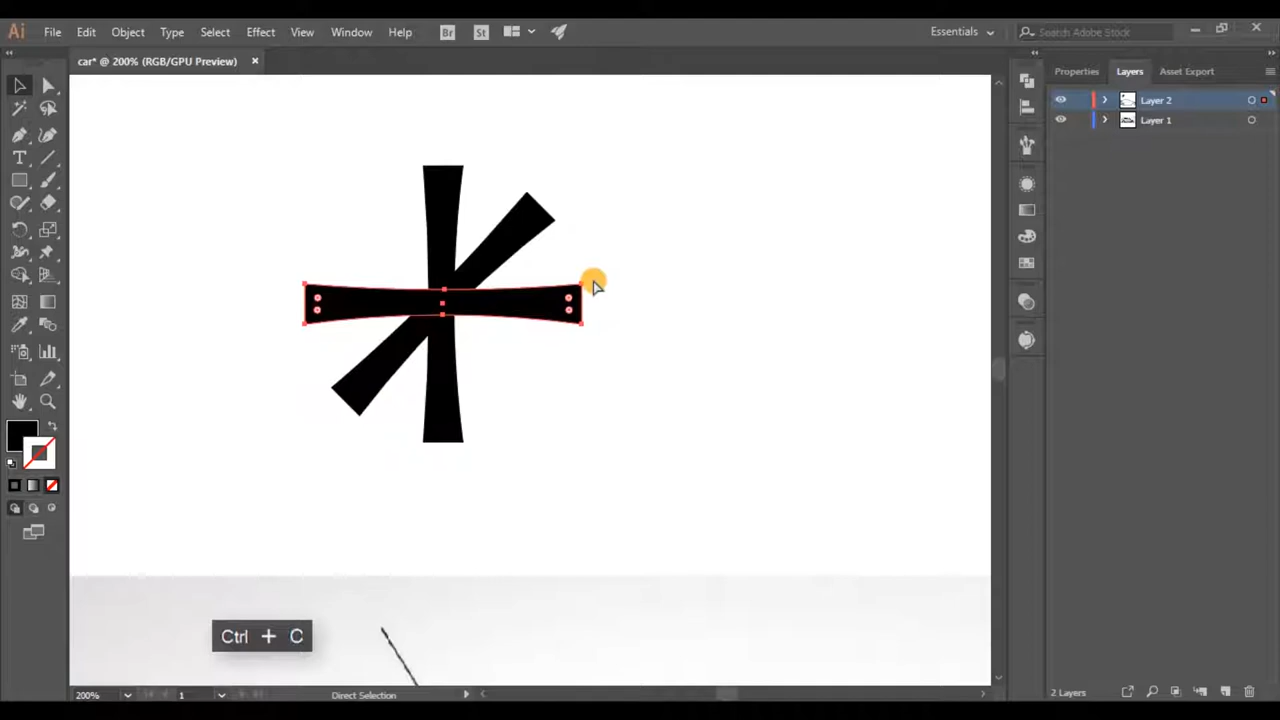 Ai File Edit Object Type Select Effect View Window Help Br St Essentials Search Adobe Stock
car* @ 200% (RGB/GPU Preview)
Properties Layers Asset Export
Layer 2
Layer 1
T
Ctrl + C
200% 1 Direct Selection 2 Layers